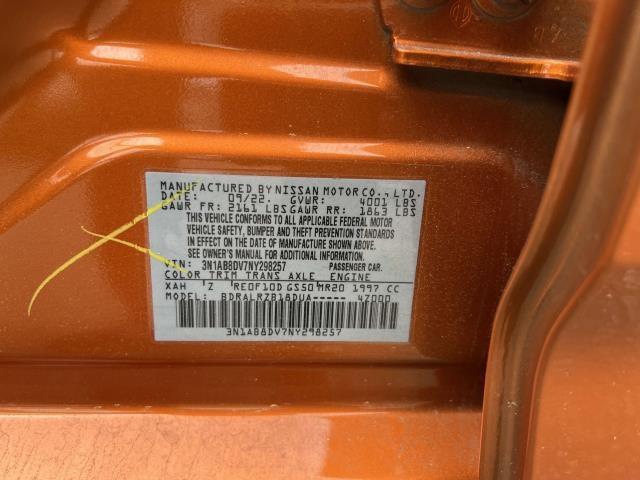 MANUFACTURED BY NISSAN MOTOR CO., LTD.
DATE: 09/22. GVWR: 4001 LBS
GAWR FR: 2161 LBS GAWR RR: 1863 LBS
THIS VEHICLE CONFORMS TO ALL APPLICABLE FEDERAL MOTOR
VEHICLE SAFETY, BUMPER AND THEFT PREVENTION STANDARDS
IN EFFECT ON THE DATE OF MANUFACTURE SHOWN ABOVE.
SEE OWNER'S MANUAL FOR ADDITIONAL INFORMATION
VIN: 3N1AB8DV7NY298257 PASSENGER CAR.
COLOR TRIM TRANS AXLE ENGINE
XAH Z RE0F10D GS50 MR20 1997 CC
MODEL: BDRALRZB18DUA----- 4Z000
3N1AB8DV7NY298257